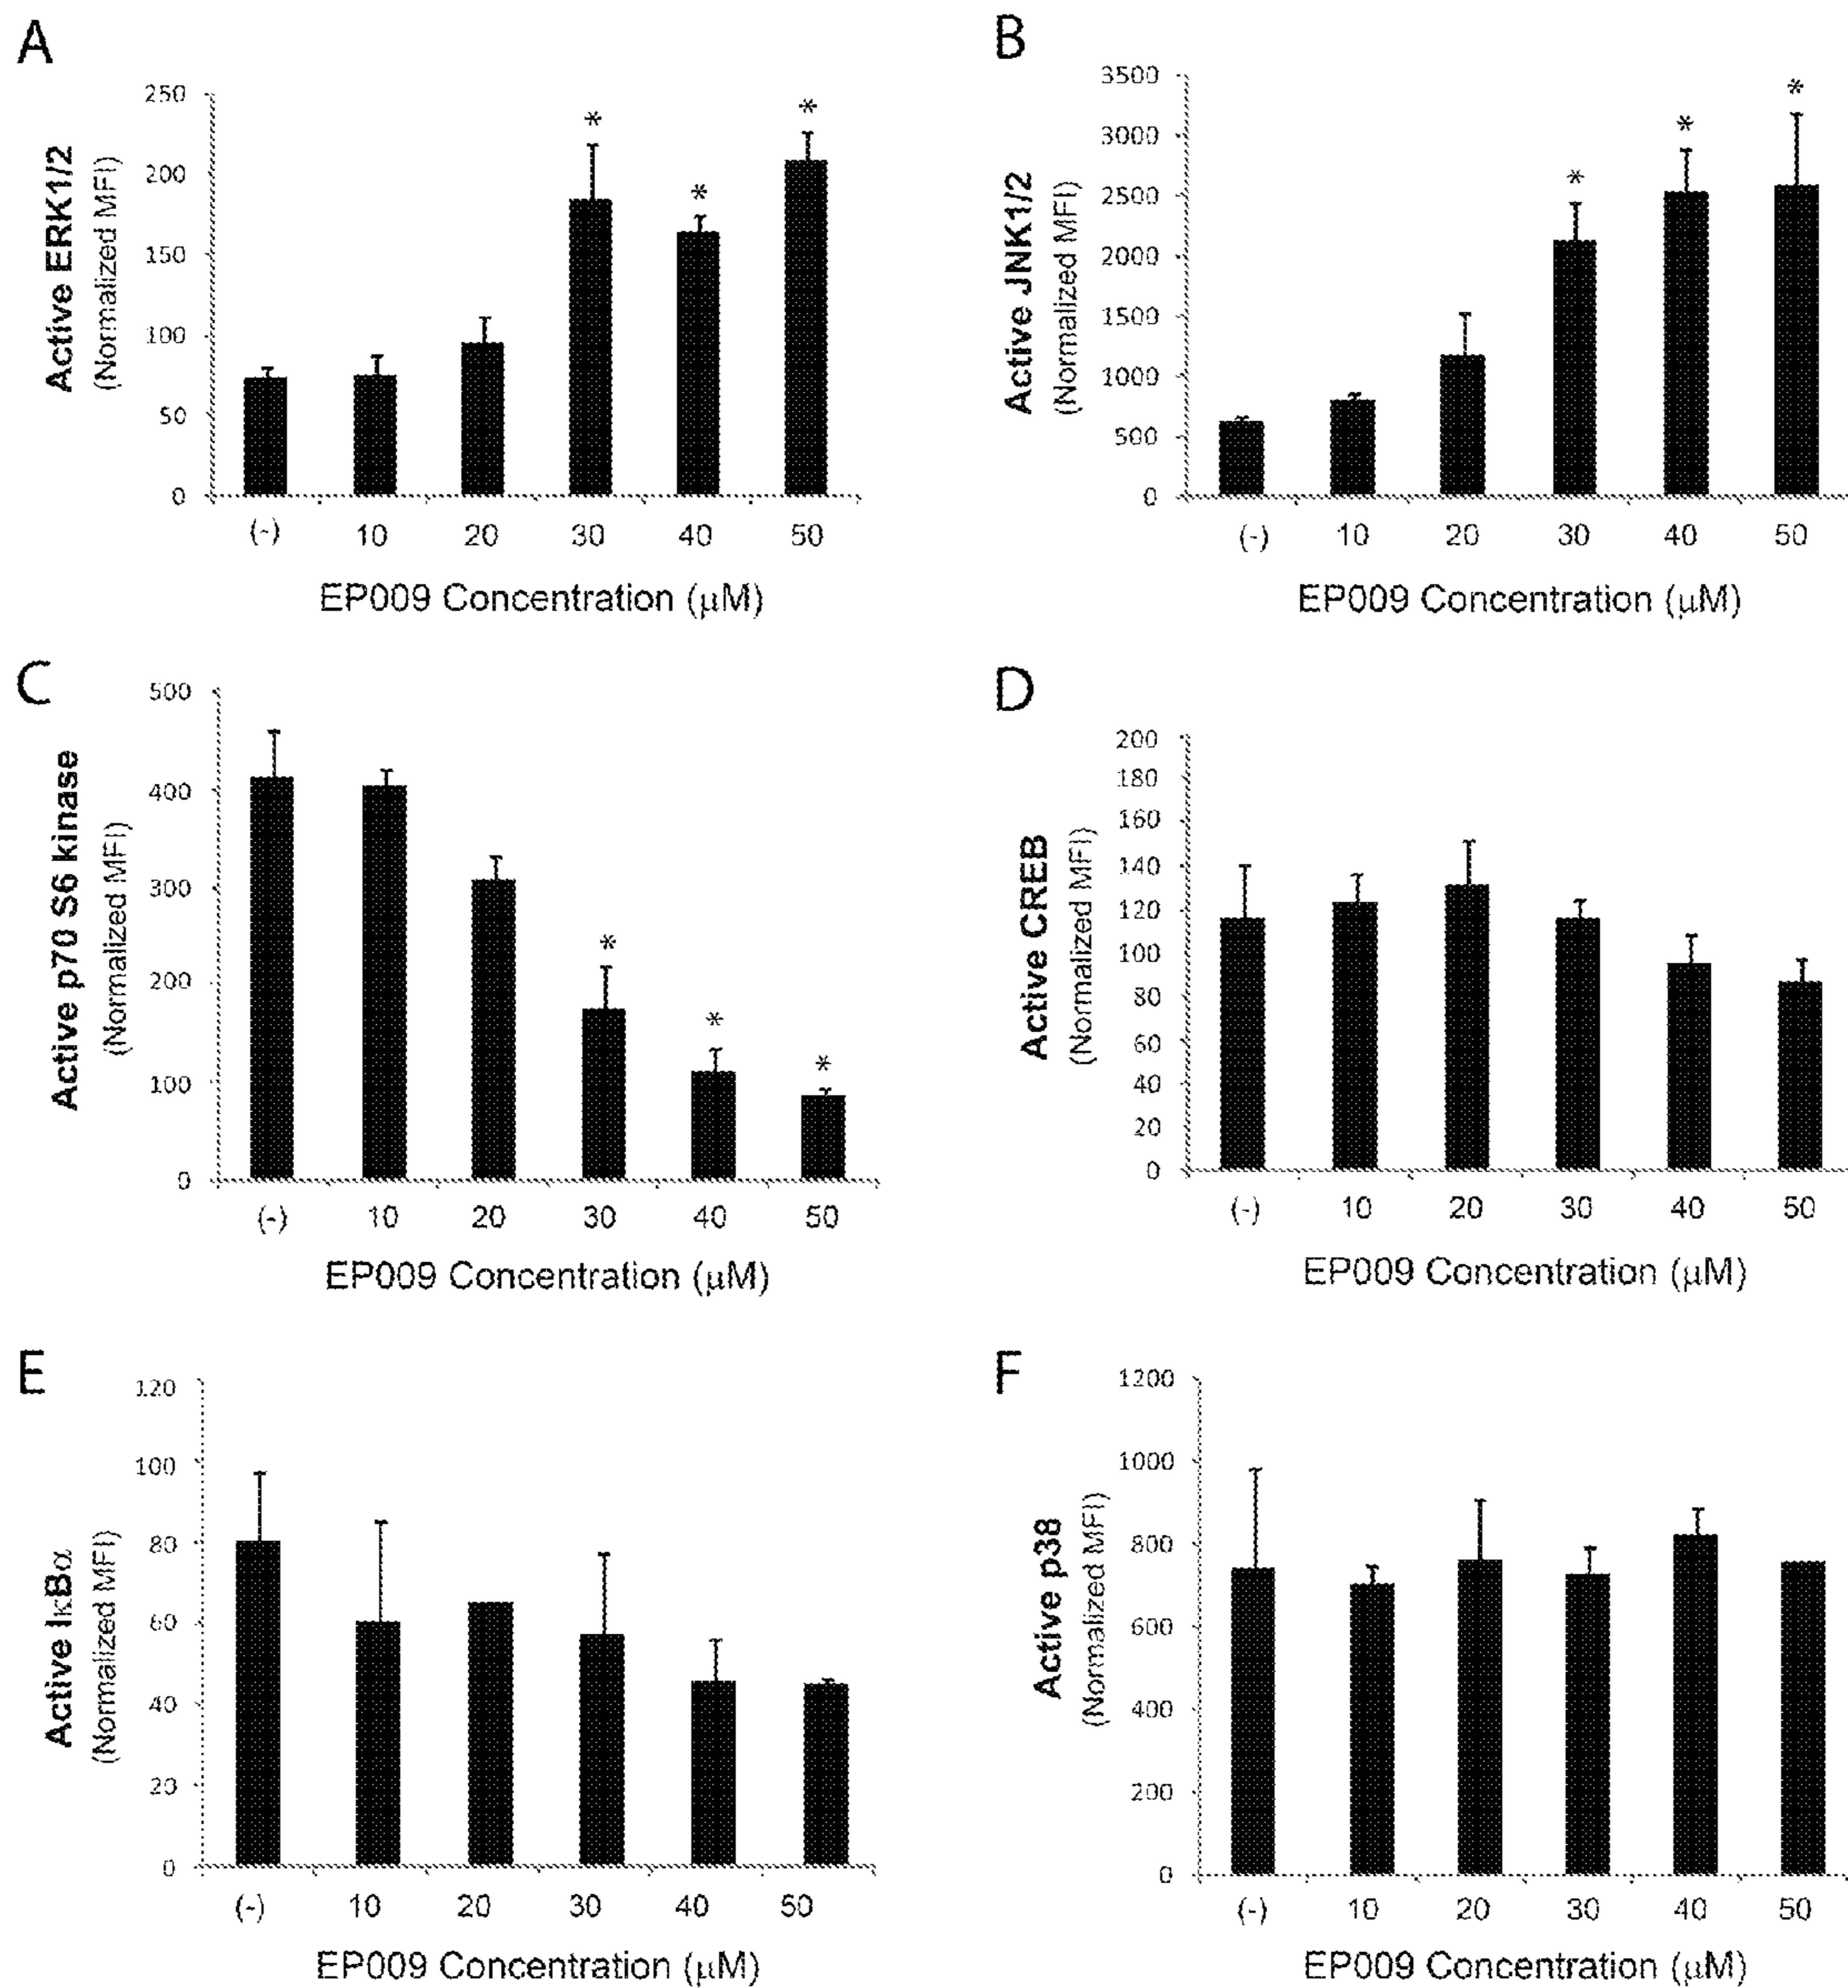 A
Active ERK1/2
(Normalized MFI)
250
200
150
100
50
0
*
*
*
(-) 10 20 30 40 50
EP009 Concentration (μM)
B
Active JNK1/2
(Normalized MFI)
3500
3000
2500
2000
1500
1000
500
0
*
*
*
(-) 10 20 30 40 50
EP009 Concentration (μM)
C
Active p70 S6 kinase
(Normalized MFI)
500
400
300
200
100
0
*
*
*
(-) 10 20 30 40 50
EP009 Concentration (μM)
D
Active CREB
(Normalized MFI)
200
180
160
140
120
100
80
60
40
20
0
(-) 10 20 30 40 50
EP009 Concentration (μM)
E
Active IκBα
(Normalized MFI)
120
100
80
60
40
20
0
(-) 10 20 30 40 50
EP009 Concentration (μM)
F
Active p38
(Normalized MFI)
1200
1000
800
600
400
200
0
(-) 10 20 30 40 50
EP009 Concentration (μM)